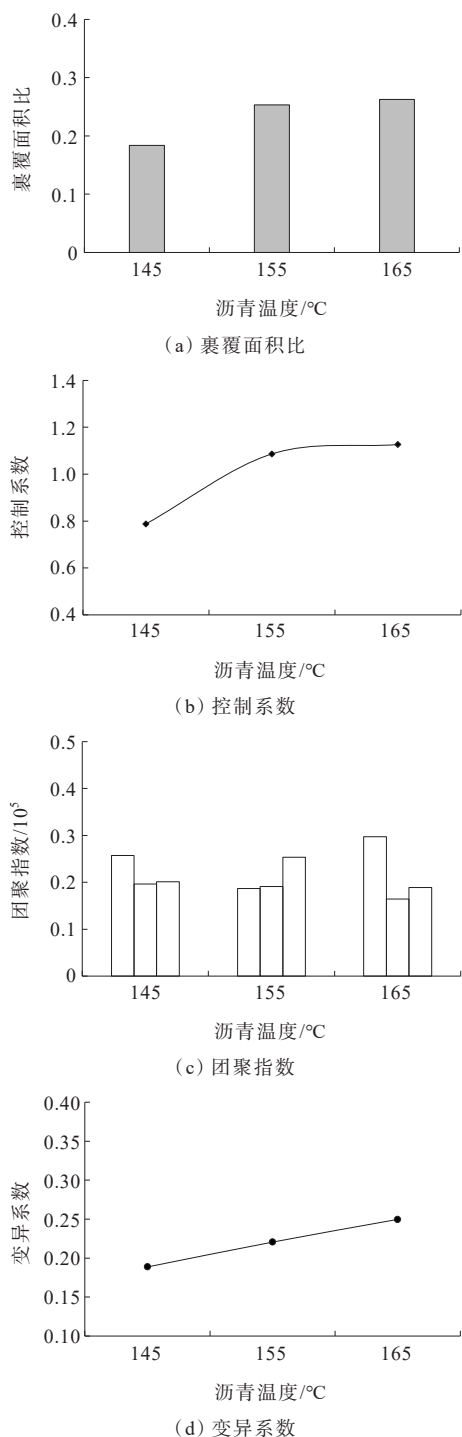 0.4
0.3
0.2
0.1
0
裹覆面积比
145 155 165
沥青温度/℃
(a)裹覆面积比
1.4
1.2
1.0
0.8
0.6
0.4
控制系数
145 155 165
沥青温度/℃
(b)控制系数
0.5
0.4
0.3
0.2
0.1
0
团聚指数/10⁵
145 155 165
沥青温度/℃
(c)团聚指数
0.40
0.35
0.30
0.25
0.20
0.15
0.10
变异系数
145 155 165
沥青温度/℃
(d)变异系数